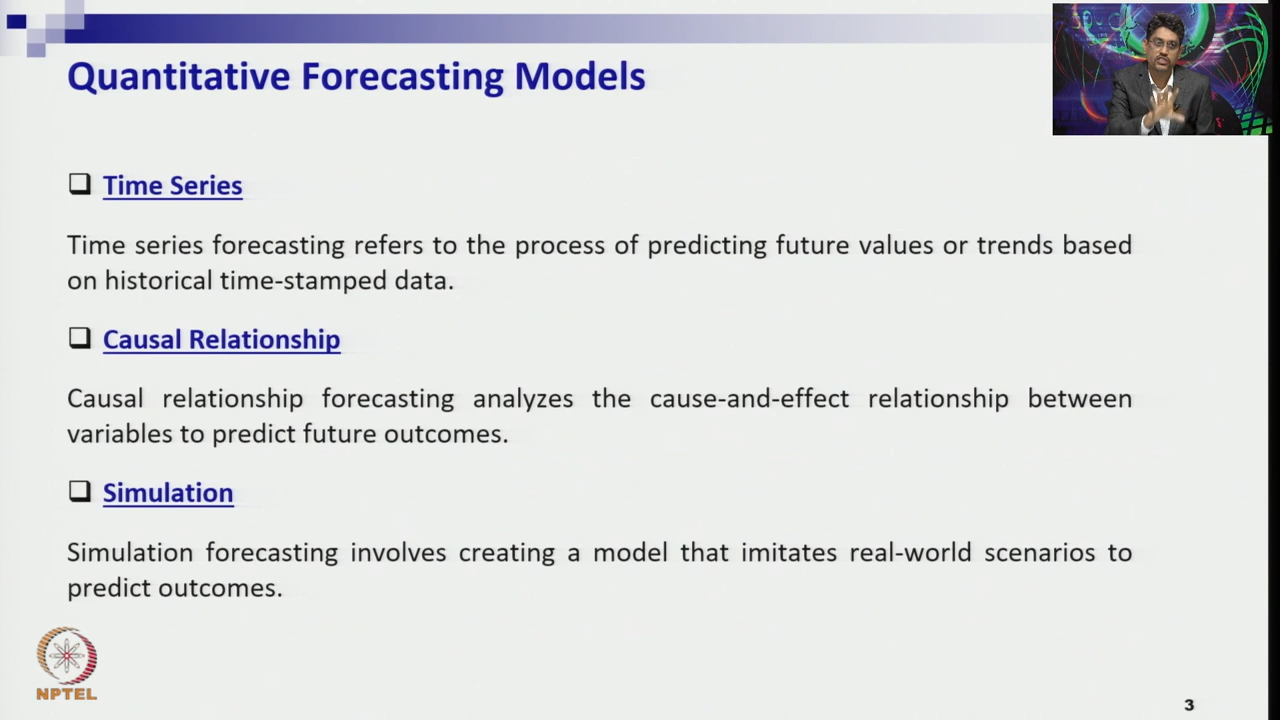 Quantitative Forecasting Models
Time Series
Time series forecasting refers to the process of predicting future values or trends based
on historical time-stamped data.
Causal Relationship
Causal relationship forecasting analyzes the cause-and-effect relationship between
variables to predict future outcomes.
Simulation
Simulation forecasting involves creating a model that imitates real-world scenarios to
predict outcomes.
NPTEL
3